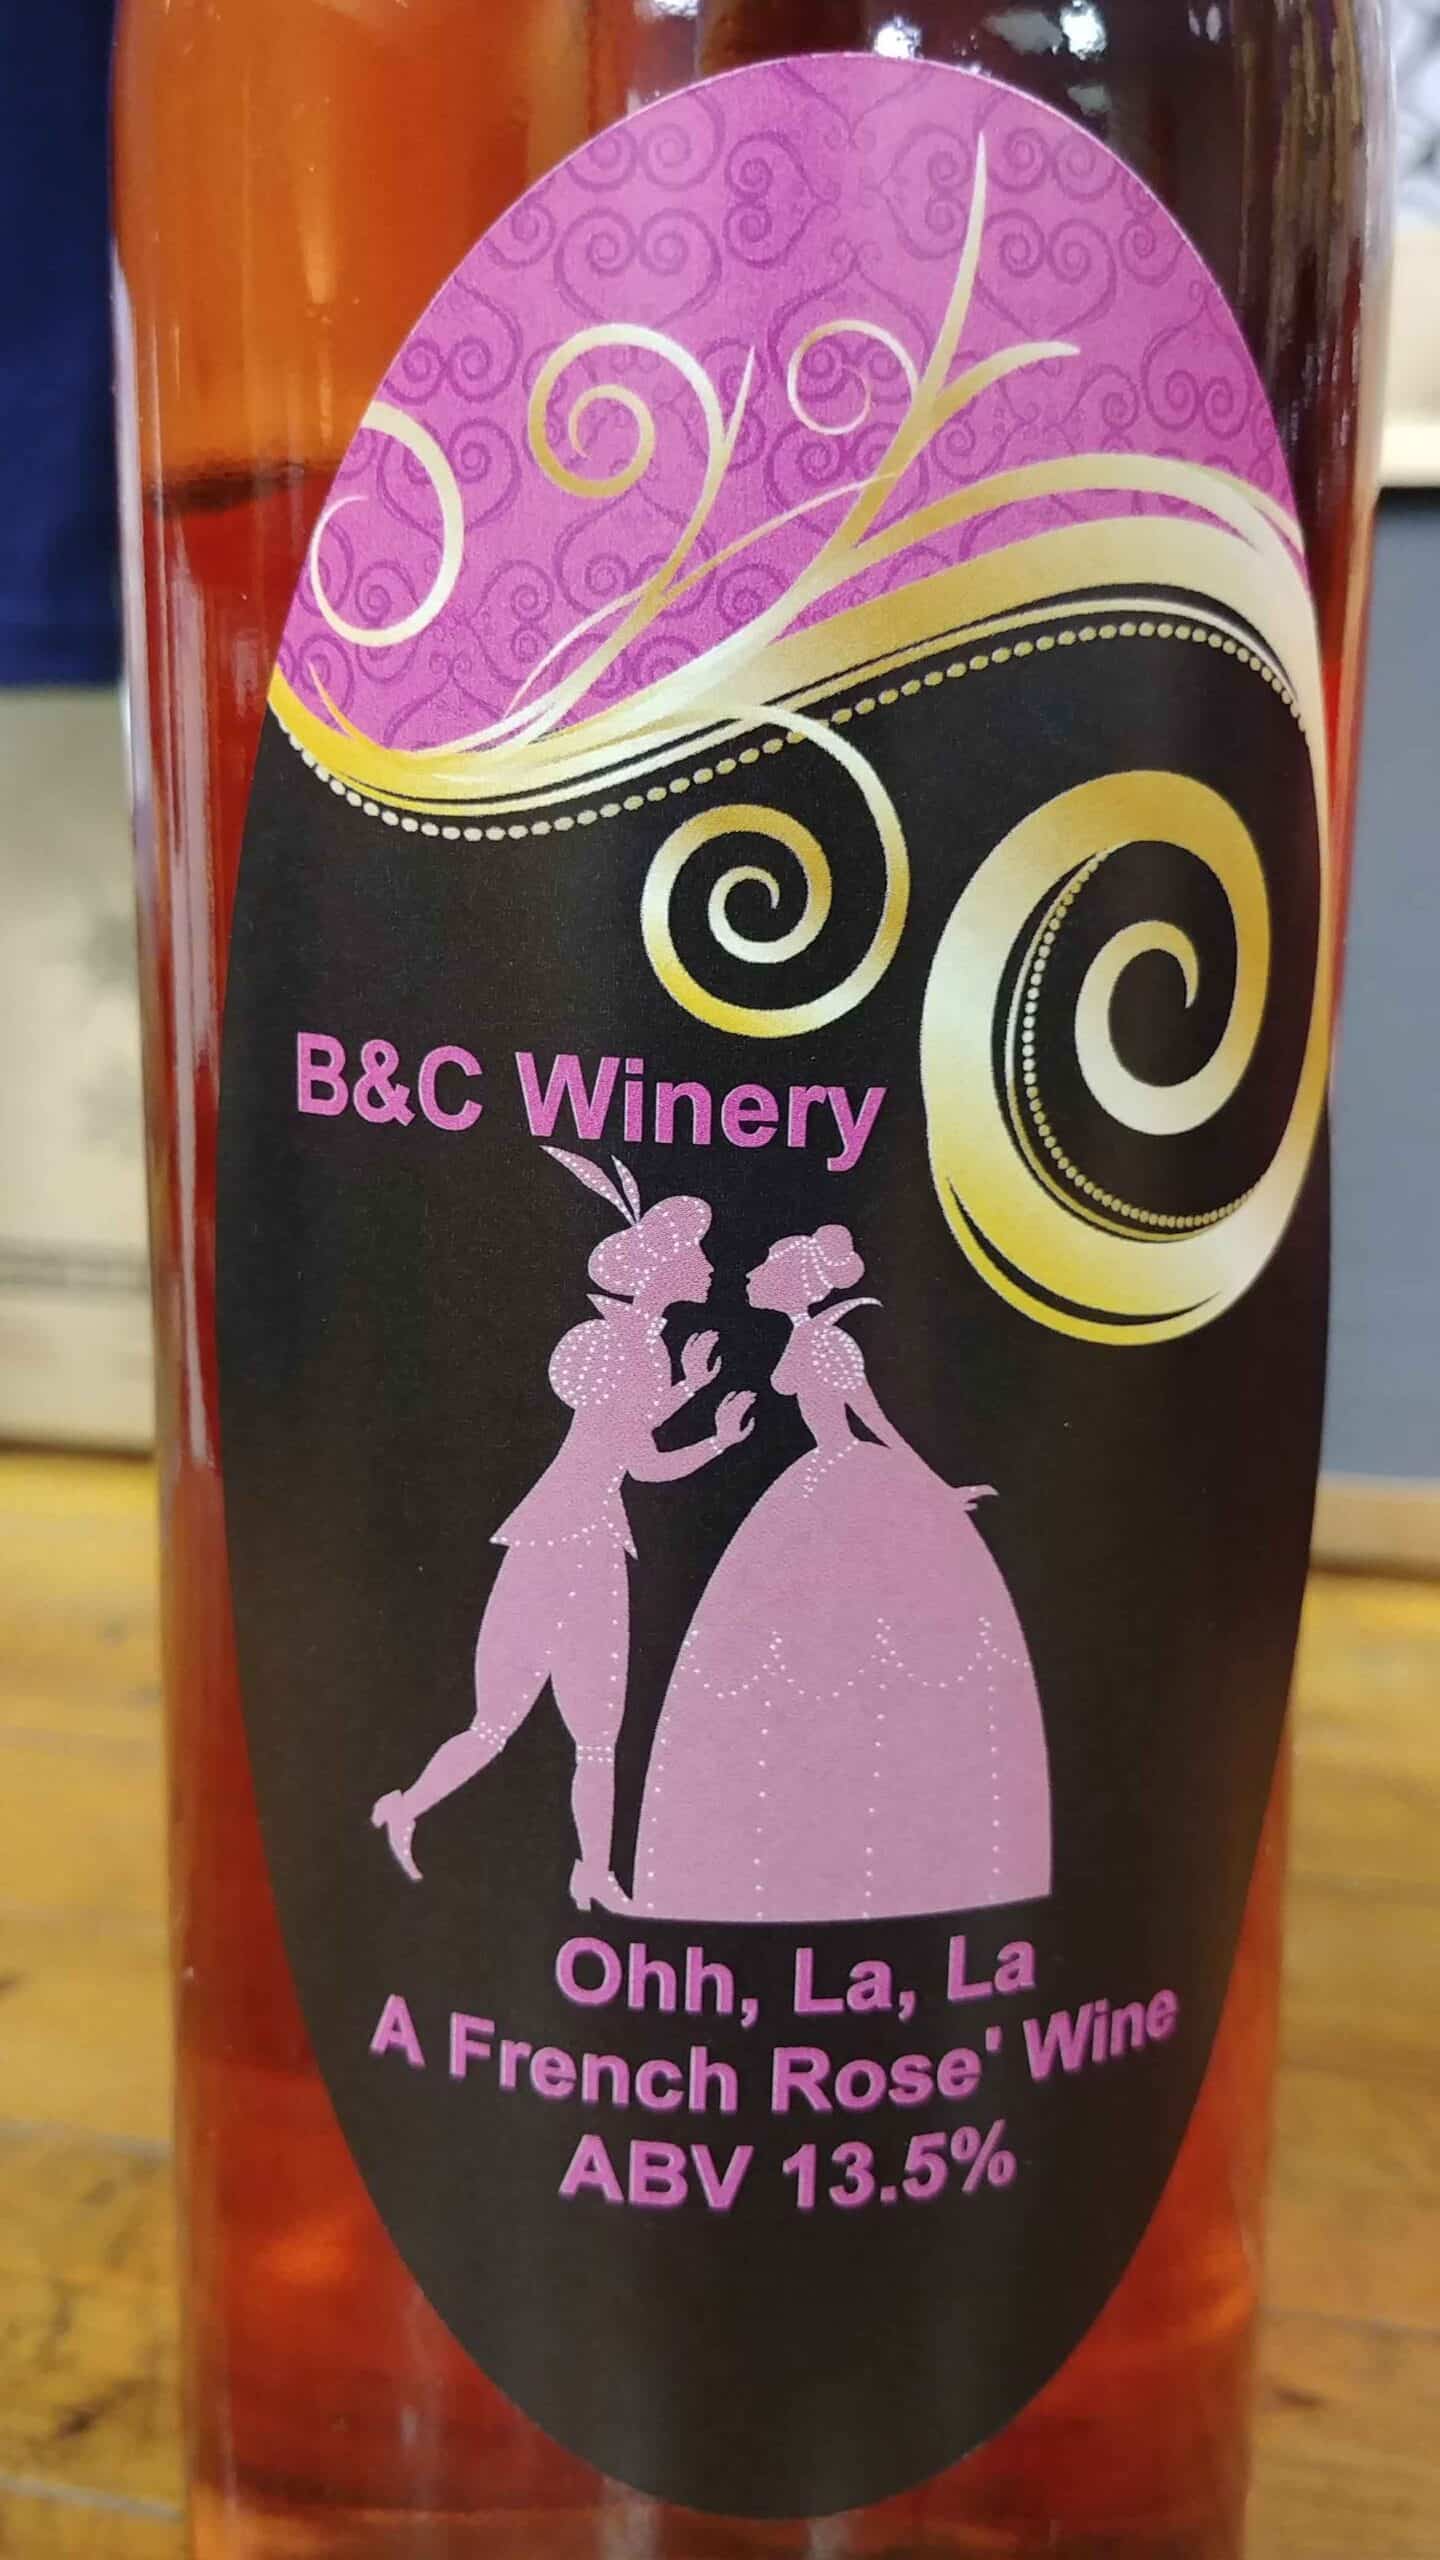 B&C Winery
Ohh, La, La
A French Rose' Wine
ABV 13.5%